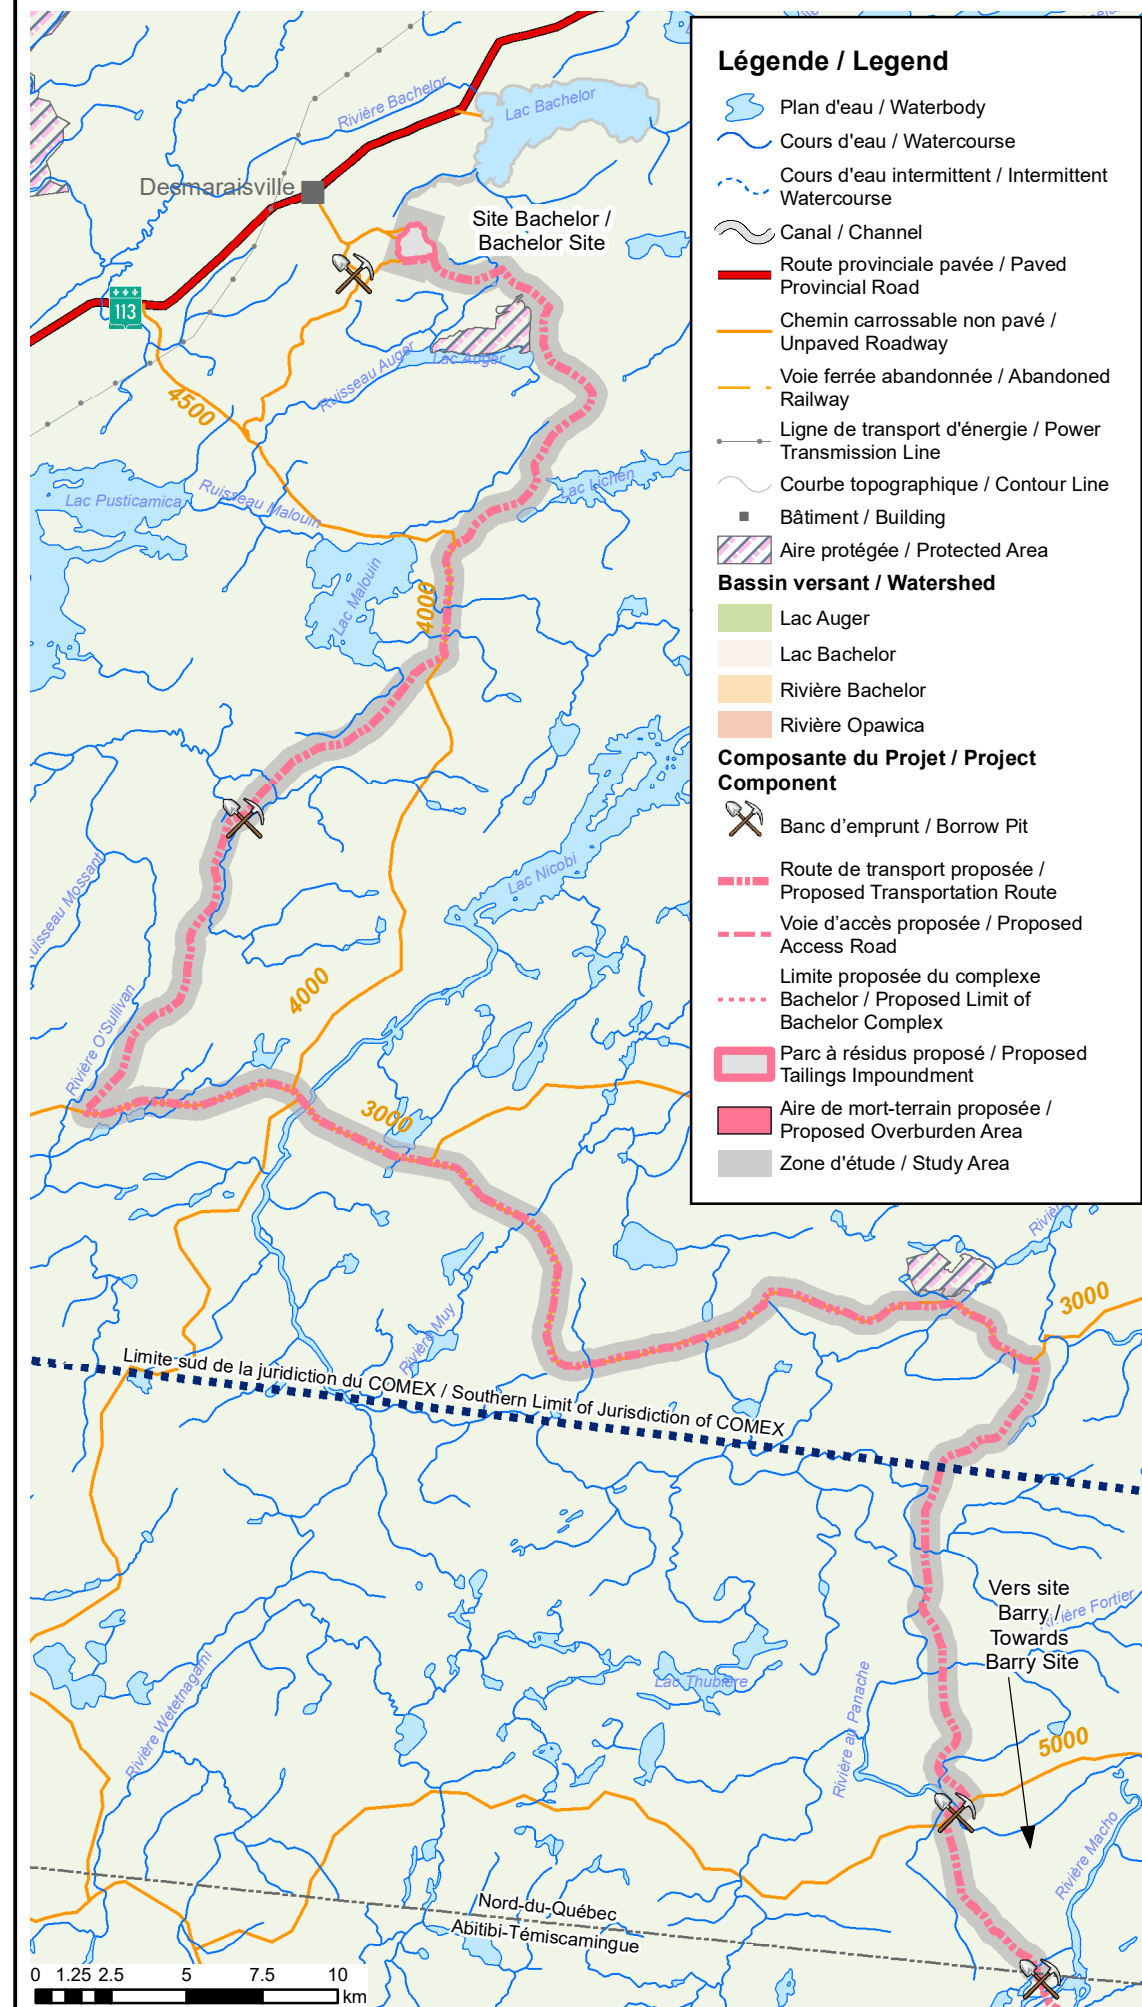 Rivière Bachelor
Lac Bachelor
Desmaraisville
Site Bachelor /
Bachelor Site
113
Ruisseau Auger
Lac Auger
4500
Lac Pusticamica
Ruisseau Malouin
Lac Lichen
Lac Malouin
4000
Lac Nicobi
uisseau Mossant
4000
Rivière O'Sullivan
3000
Rivière Muy
3000
Limite sud de la juridiction du COMEX / Southern Limit of Jurisdiction of COMEX
Vers site
Barry /
Towards
Barry Site
Rivière Fortier
Lac Thubière
Rivière au Panache
Rivière Wetetnagami
5000
Rivière Macho
Nord-du-Québec
Abitibi-Témiscamingue
0 1.25 2.5 5 7.5 10
km
Légende / Legend
Plan d'eau / Waterbody
Cours d'eau / Watercourse
Cours d'eau intermittent / Intermittent
Watercourse
Canal / Channel
Route provinciale pavée / Paved
Provincial Road
Chemin carrossable non pavé /
Unpaved Roadway
Voie ferrée abandonnée / Abandoned
Railway
Ligne de transport d'énergie / Power
Transmission Line
Courbe topographique / Contour Line
Bâtiment / Building
Aire protégée / Protected Area
Bassin versant / Watershed
Lac Auger
Lac Bachelor
Rivière Bachelor
Rivière Opawica
Composante du Projet / Project
Component
Banc d’emprunt / Borrow Pit
Route de transport proposée /
Proposed Transportation Route
Voie d’accès proposée / Proposed
Access Road
Limite proposée du complexe
Bachelor / Proposed Limit of
Bachelor Complex
Parc à résidus proposé / Proposed
Tailings Impoundment
Aire de mort-terrain proposée /
Proposed Overburden Area
Zone d'étude / Study Area